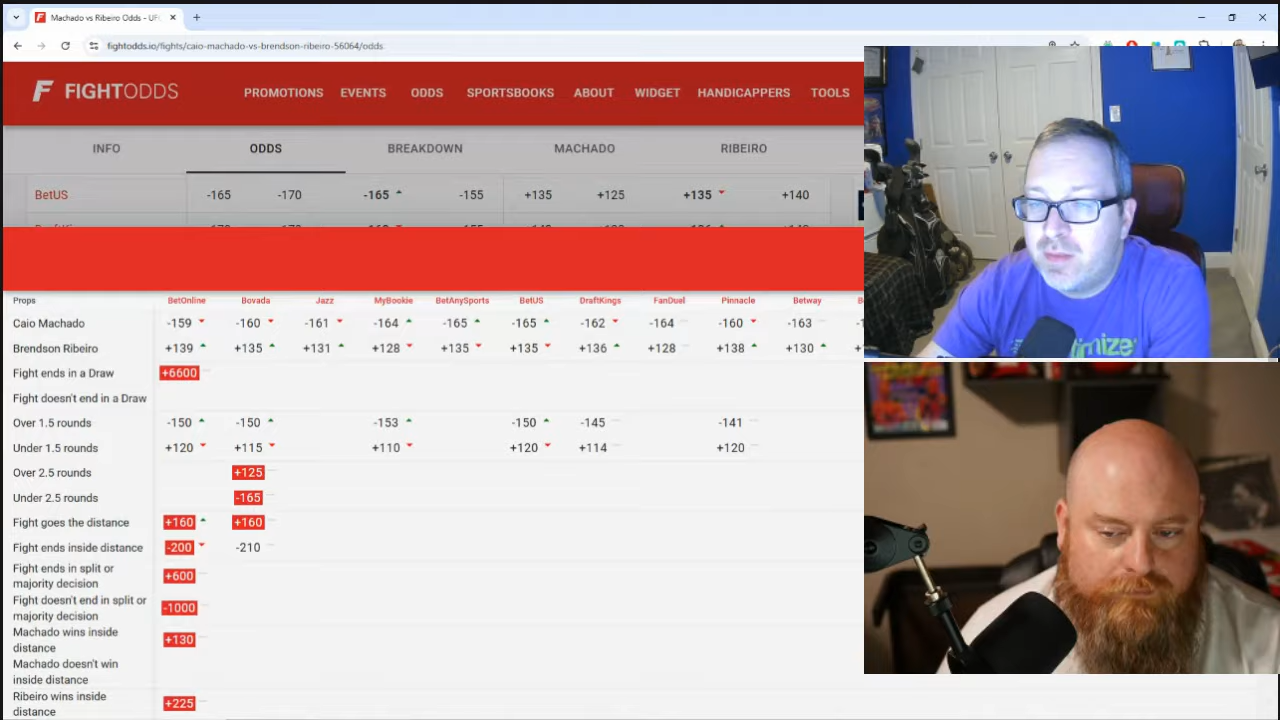 Machado vs Ribeiro Odds - UF
fightodds.io/fights/caio-machado-vs-brendson-ribeiro-56064/odds
FIGHTODDS PROMOTIONS EVENTS ODDS SPORTSBOOKS ABOUT WIDGET HANDICAPPERS TOOLS
INFO ODDS BREAKDOWN MACHADO RIBEIRO
BetUS -165 -170 -165 -155 +135 +125 +135 +140
Props BetOnline Bovada Jazz MyBookie BetAnySports BetUS DraftKings FanDuel Pinnacle Betway
Caio Machado -159 -160 -161 -164 -165 -165 -162 -164 -160 -163
Brendson Ribeiro +139 +135 +131 +128 +135 +135 +136 +128 +138 +130
Fight ends in a Draw +6600
Fight doesn't end in a Draw
Over 1.5 rounds -150 -150 -153 -150 -145 -141
Under 1.5 rounds +120 +115 +110 +120 +114 +120
Over 2.5 rounds +125
Under 2.5 rounds -165
Fight goes the distance +160 +160
Fight ends inside distance -200 -210
Fight ends in split or
majority decision +600
Fight doesn't end in split or
majority decision -1000
Machado wins inside
distance +130
Machado doesn't win
inside distance
Ribeiro wins inside
distance +225